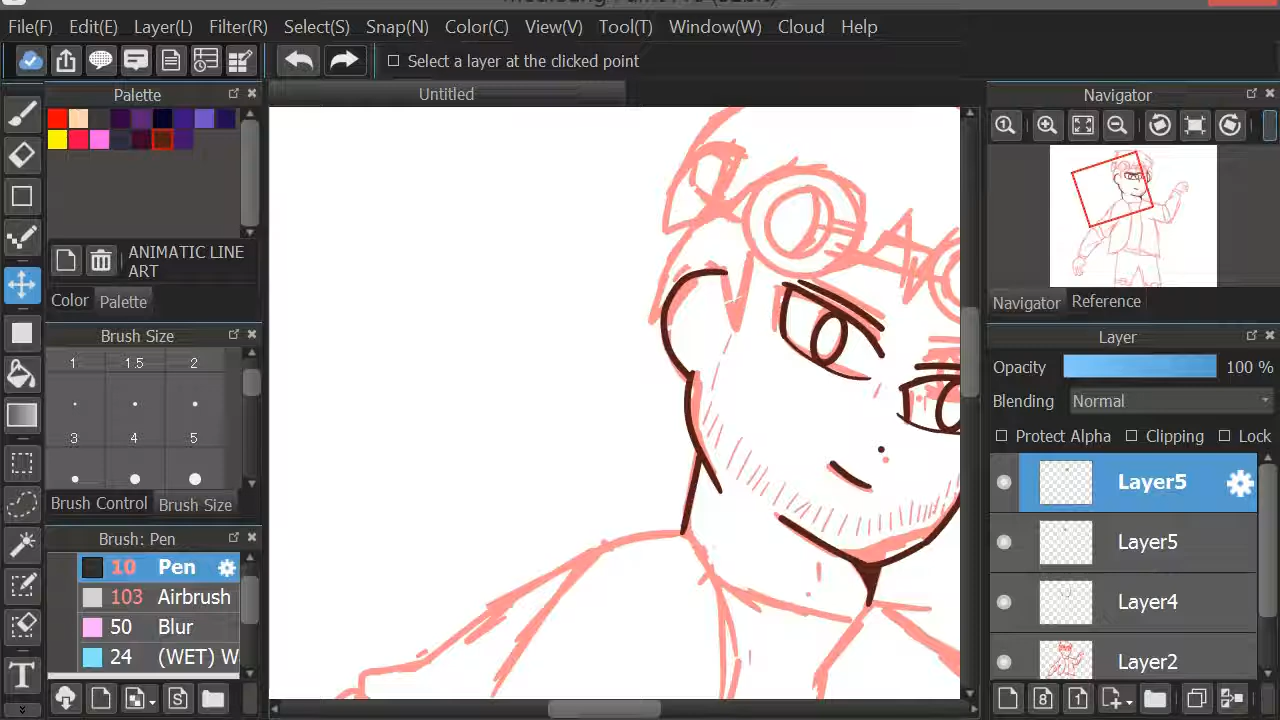 File(F) Edit(E) Layer(L) Filter(R) Select(S) Snap(N) Color(C) View(V) Tool(T) Window(W) Cloud Help
Select a layer at the clicked point
Palette
Untitled
Navigator
ANIMATIC LINE
ART
Color Palette
Navigator Reference
Brush Size
1 1.5 2
3 4 5
Brush Control Brush Size
Layer
Opacity 100 %
Blending Normal
Protect Alpha Clipping Lock
Layer5
Layer5
Layer4
Layer2
Brush: Pen
10 Pen
103 Airbrush
50 Blur
24 (WET) W
T
S
8
1